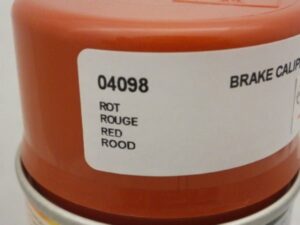 04098
BRAKE CALIP
ROT
ROUGE
RED
ROOD